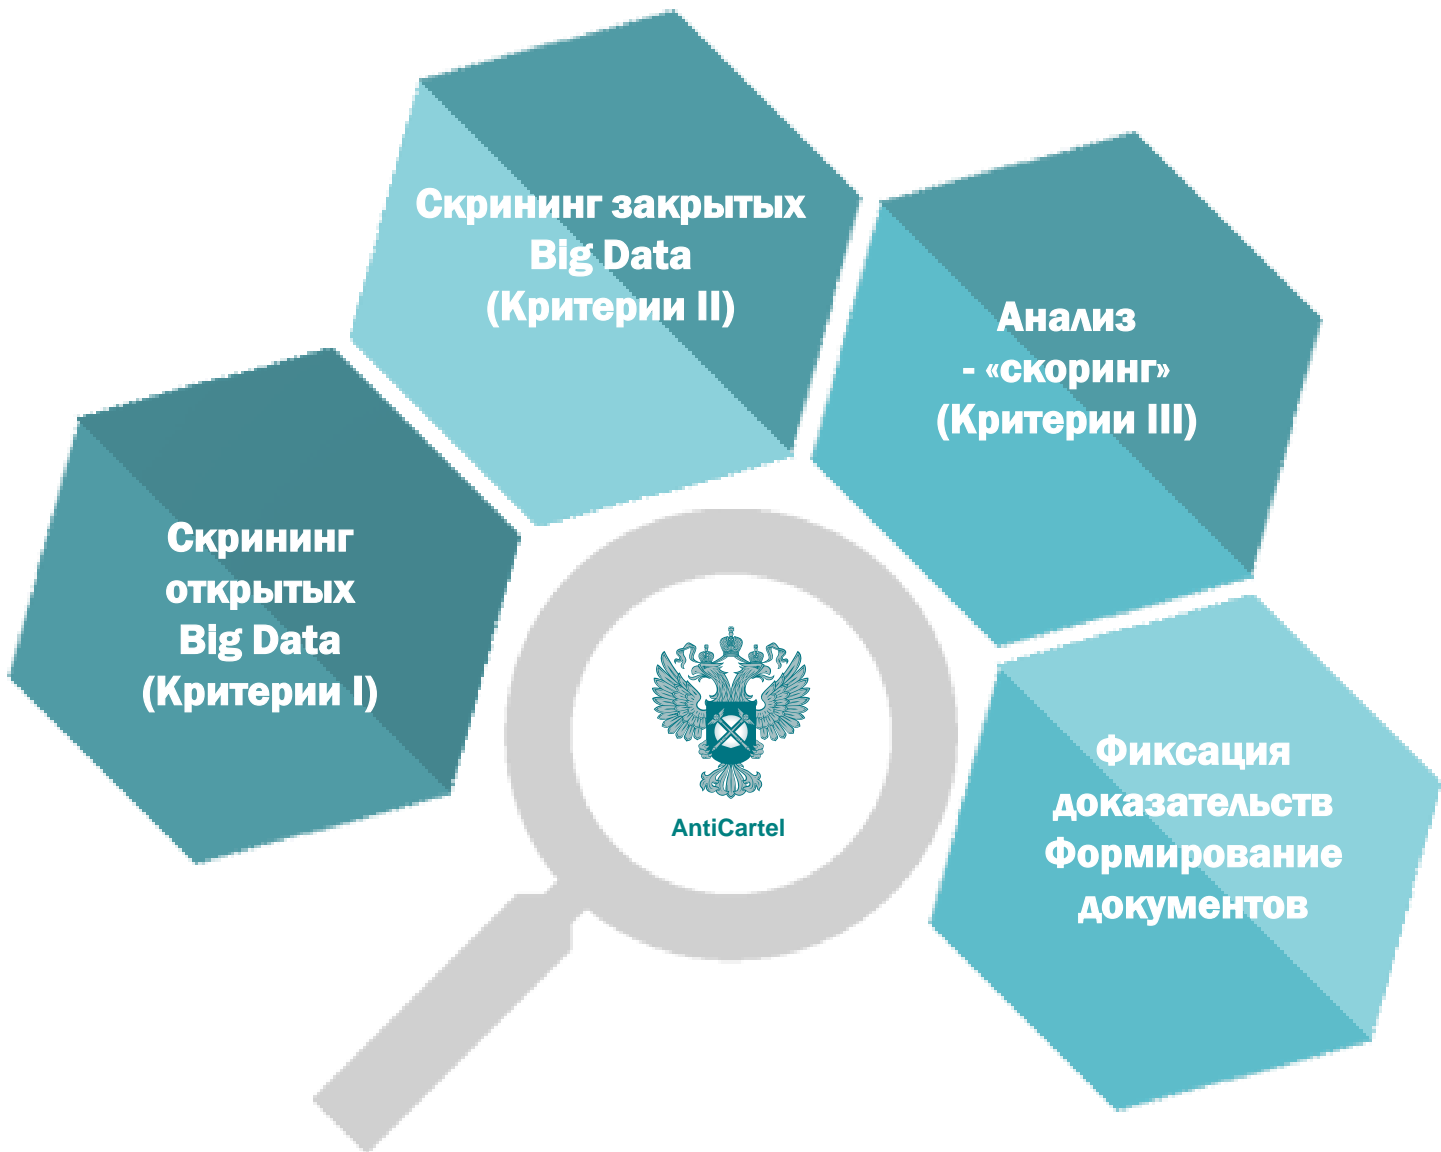 Скрининг закрытых
Big Data
(Критерии II)
Анализ
- «скоринг»
(Критерии III)
Скрининг
открытых
Big Data
(Критерии I)
Фиксация
доказательств
Формирование
документов
AntiCartel